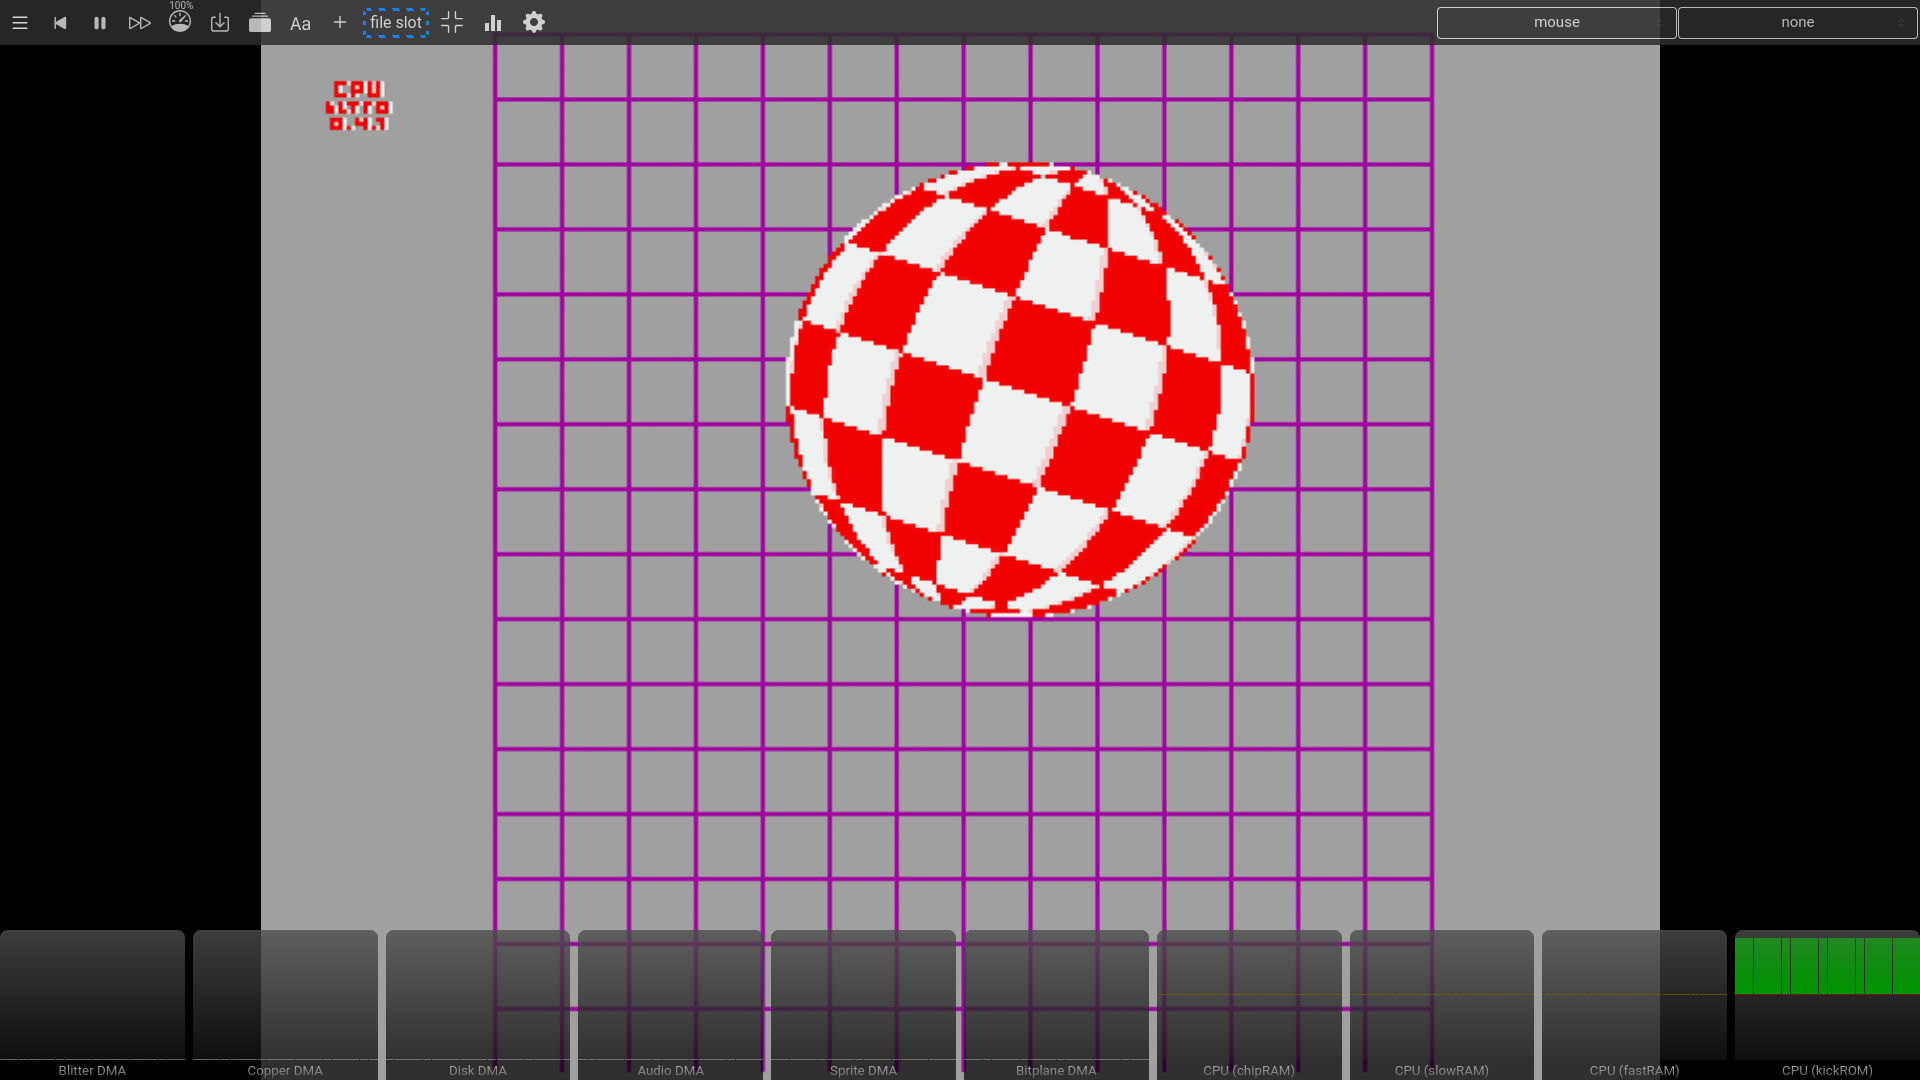 100%
Aa
file slot
mouse
none
CPU
NITRO
0.4.1
Blitter DMA
Copper DMA
Disk DMA
Audio DMA
Sprite DMA
Bitplane DMA
CPU (chipRAM)
CPU (slowRAM)
CPU (fastRAM)
CPU (kickROM)